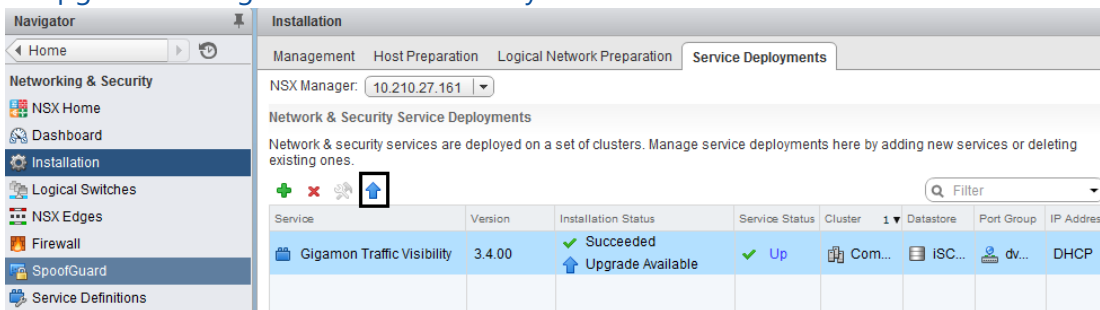 Navigator
Installation
Home
Management Host Preparation Logical Network Preparation Service Deployments
Networking & Security
NSX Manager: 10.210.27.161
NSX Home
Network & Security Service Deployments
Dashboard
Network & security services are deployed on a set of clusters. Manage service deployments here by adding new services or deleting
existing ones.
Installation
Logical Switches
Filter
NSX Edges
Service Version Installation Status Service Status Cluster 1 Datastore Port Group IP Addres
Firewall
Gigamon Traffic Visibility 3.4.00 Succeeded Up Com... iSC... dv... DHCP
Upgrade Available
SpoofGuard
Service Definitions